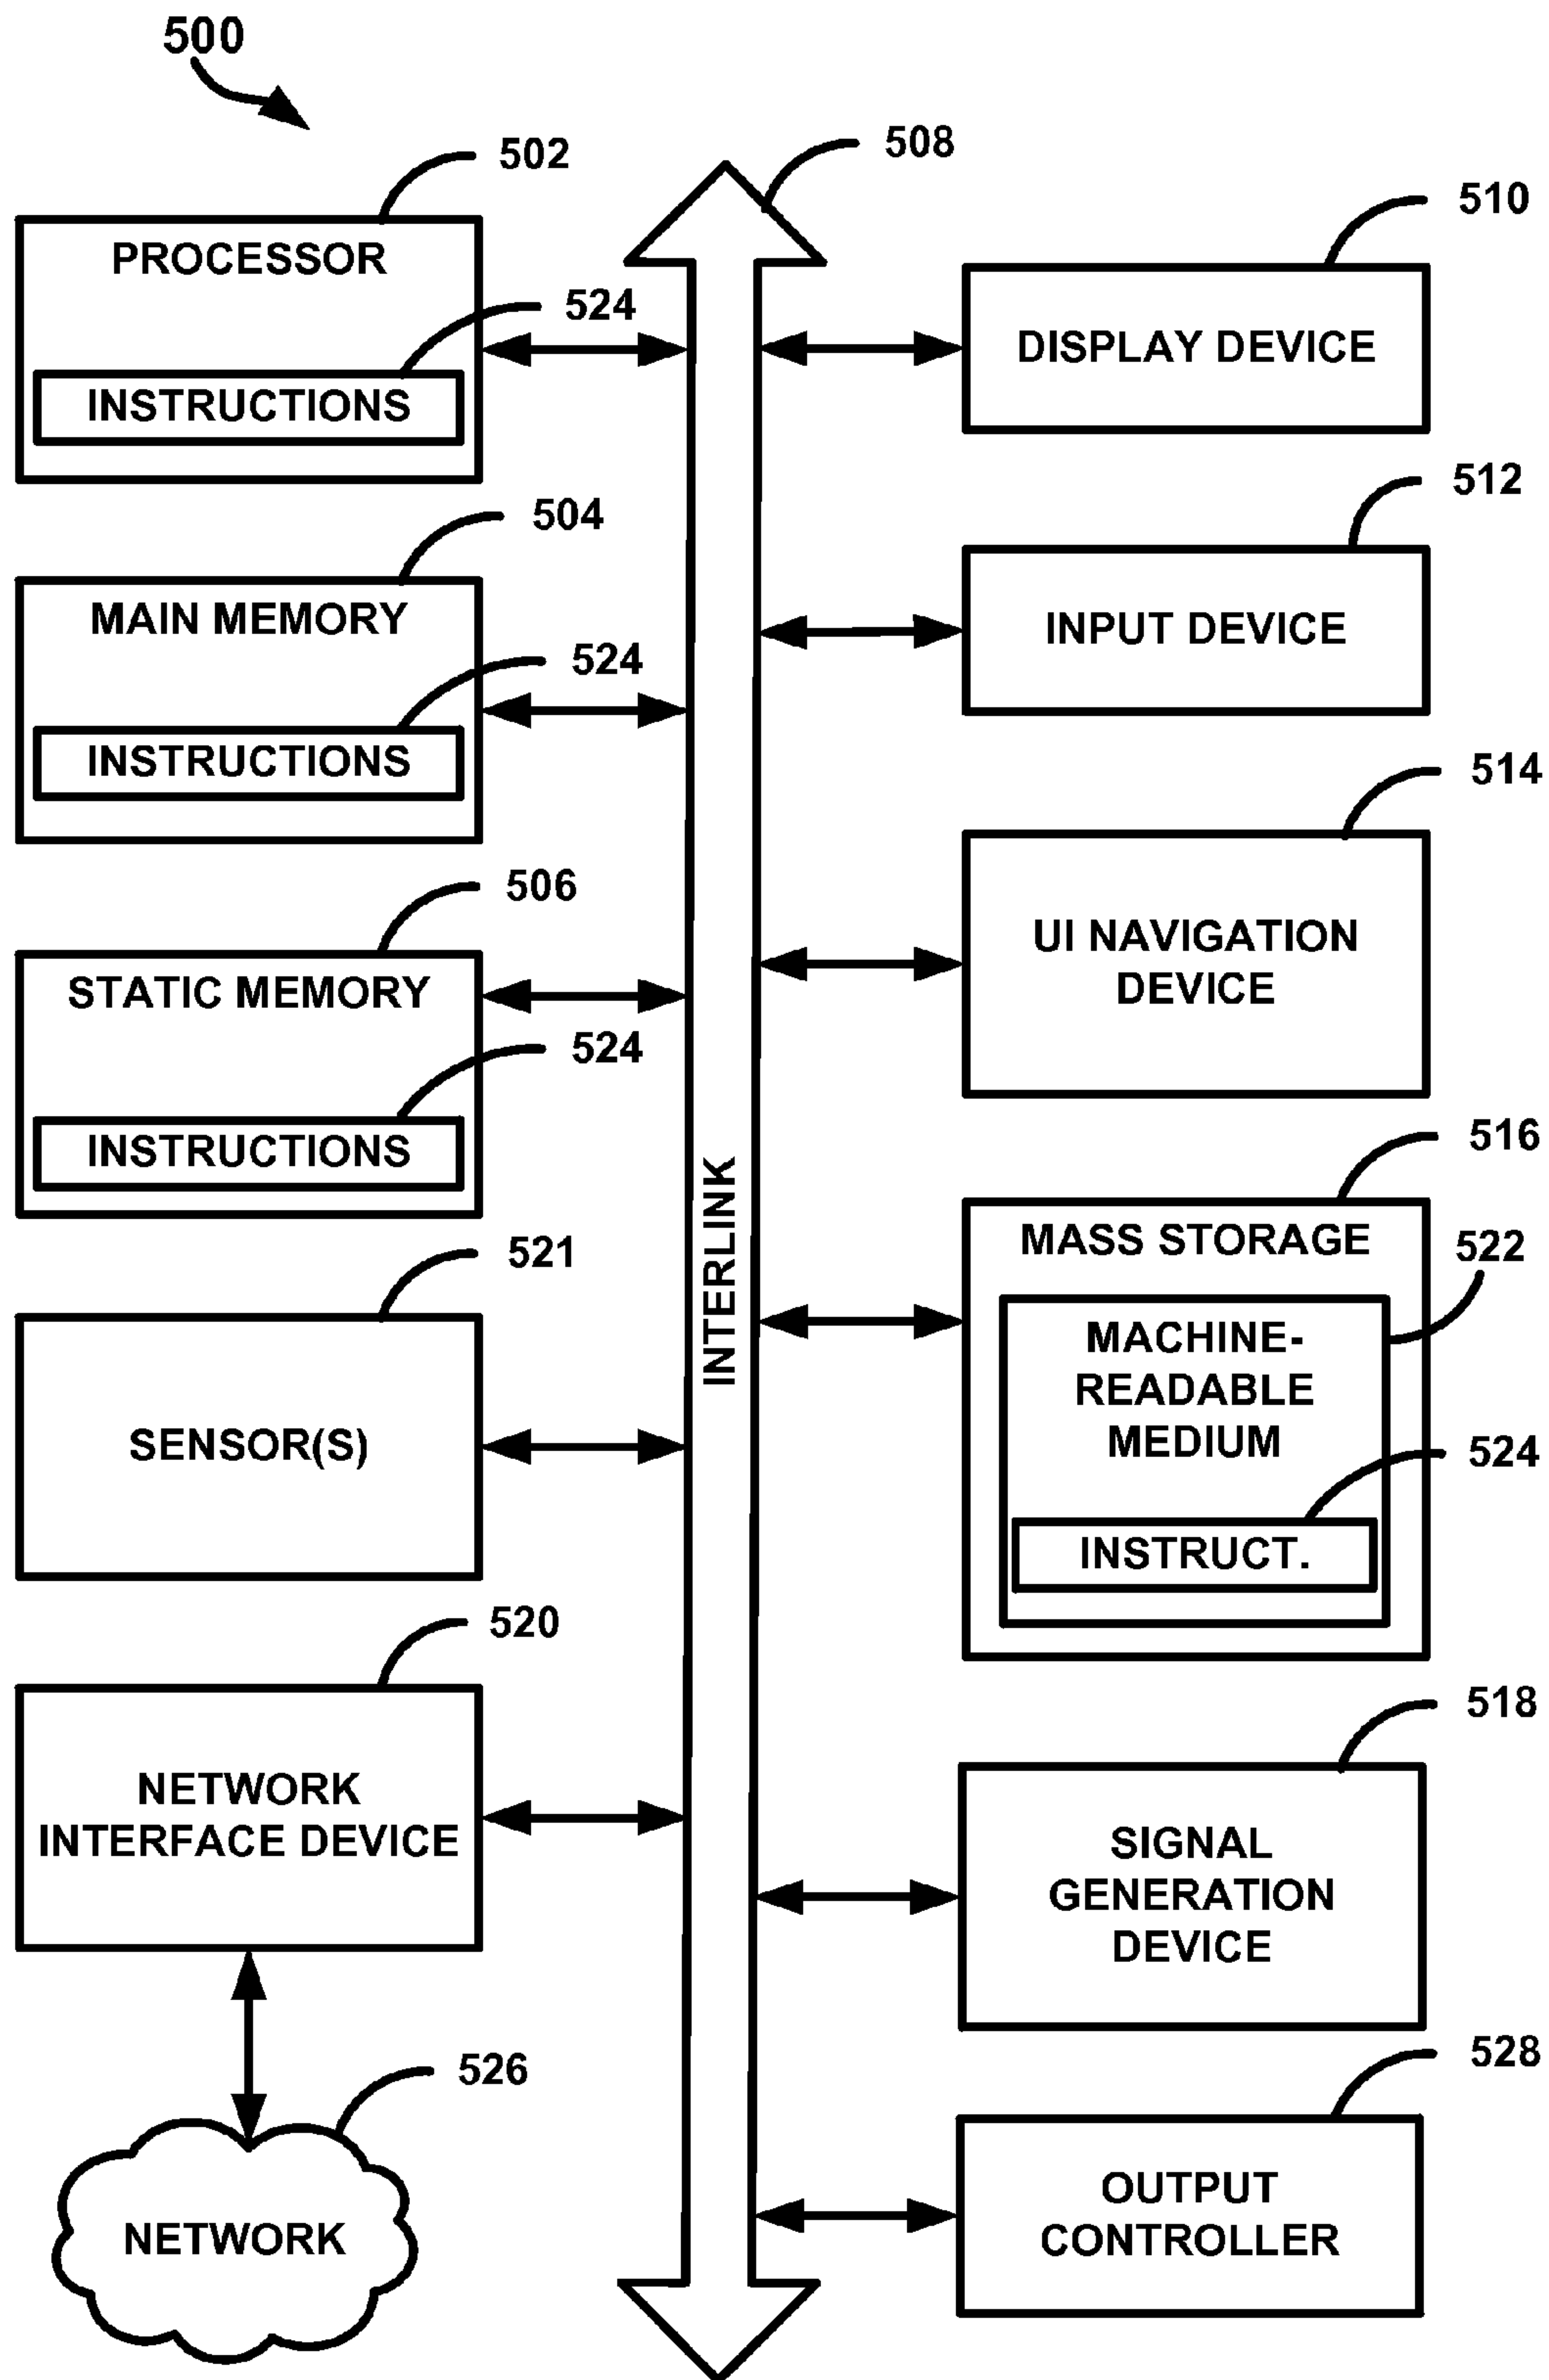 500
502
PROCESSOR
524
INSTRUCTIONS
504
MAIN MEMORY
524
INSTRUCTIONS
506
STATIC MEMORY
524
INSTRUCTIONS
521
SENSOR(S)
520
NETWORK
INTERFACE DEVICE
526
NETWORK
508
INTERLINK
510
DISPLAY DEVICE
512
INPUT DEVICE
514
UI NAVIGATION
DEVICE
516
MASS STORAGE
522
MACHINE-
READABLE
MEDIUM
524
INSTRUCT.
518
SIGNAL
GENERATION
DEVICE
528
OUTPUT
CONTROLLER